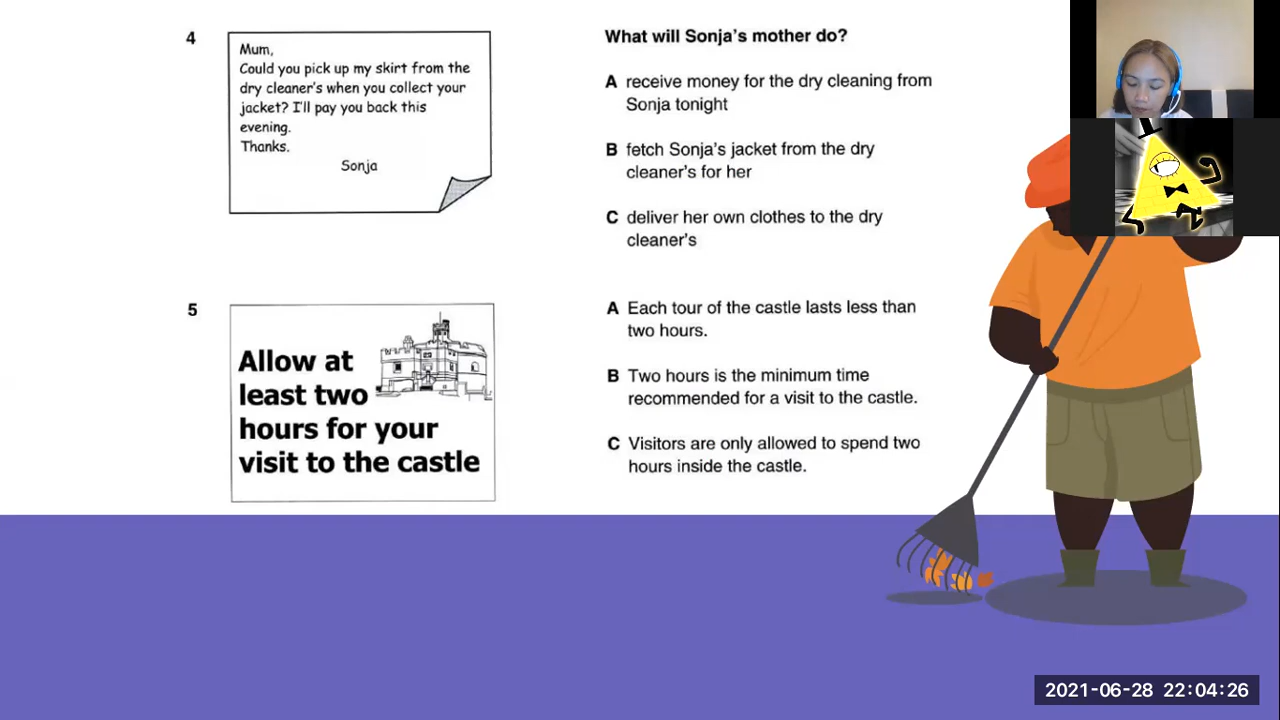 4
Mum,
Could you pick up my skirt from the
dry cleaner's when you collect your
jacket? I'll pay you back this
evening.
Thanks.
Sonja
What will Sonja's mother do?
A receive money for the dry cleaning from
Sonja tonight
B fetch Sonja's jacket from the dry
cleaner's for her
C deliver her own clothes to the dry
cleaner's
5
Allow at
least two
hours for your
visit to the castle
A Each tour of the castle lasts less than
two hours.
B Two hours is the minimum time
recommended for a visit to the castle.
C Visitors are only allowed to spend two
hours inside the castle.
2021-06-28 22:04:26